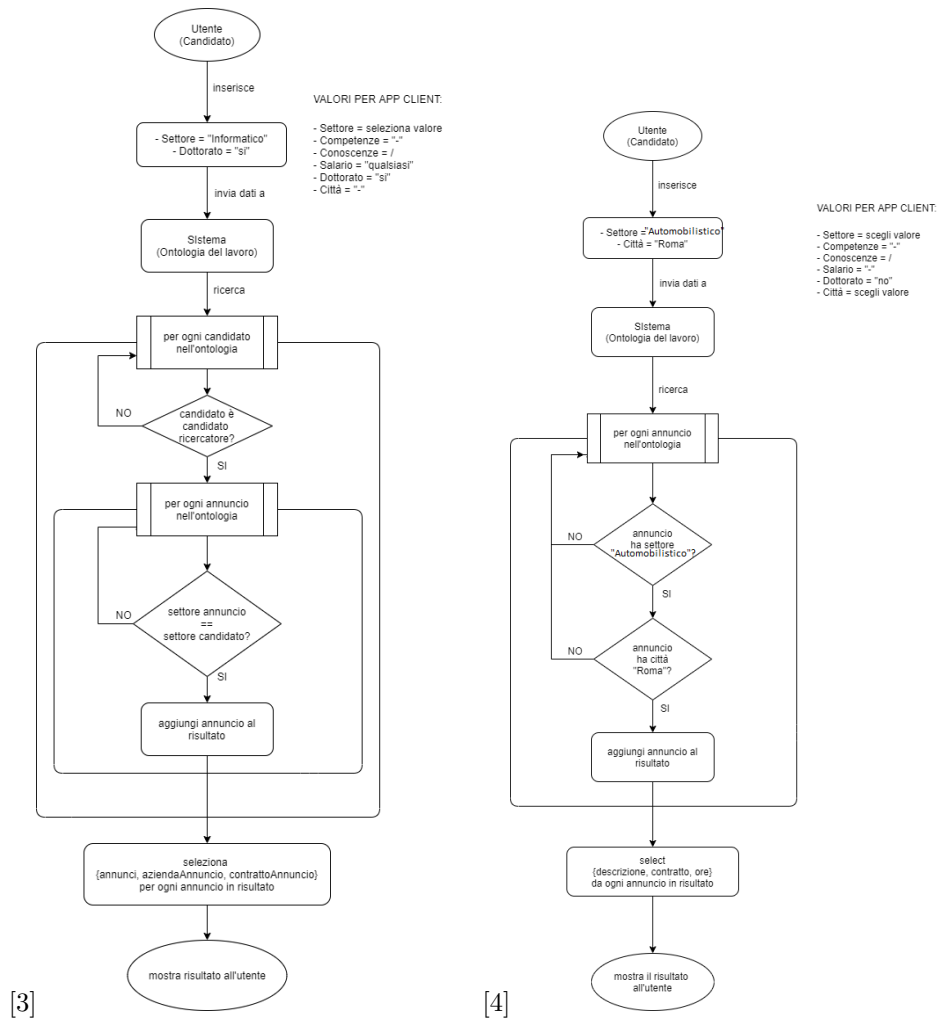 Utente
(Candidato)
inserisce
VALORI PER APP CLIENT:
- Settore = "Informatico"
- Dottorato = "si"
- Settore = seleziona valore
- Competenze = "-"
- Conoscenze = /
- Salario = "qualsiasi"
- Dottorato = "si"
- Città = "-"
invia dati a
SIstema
(Ontologia del lavoro)
ricerca
per ogni candidato
nell'ontologia
NO
candidato è
candidato
ricercatore?
SI
per ogni annuncio
nell'ontologia
NO
settore annuncio
==
settore candidato?
SI
aggiungi annuncio al
risultato
seleziona
{annunci, aziendaAnnuncio, contrattoAnnuncio}
per ogni annuncio in risultato
mostra risultato all'utente
[3]
Utente
(Candidato)
inserisce
VALORI PER APP CLIENT:
- Settore ="Automobilistico"
- Città = "Roma"
- Settore = scegli valore
- Competenze = "-"
- Conoscenze = /
- Salario = "-"
- Dottorato = "no"
- Città = scegli valore
invia dati a
SIstema
(Ontologia del lavoro)
ricerca
per ogni annuncio
nell'ontologia
NO
annuncio
ha settore
"Automobilistico"?
SI
NO
annuncio
ha città
"Roma"?
SI
aggiungi annuncio al
risultato
select
{descrizione, contratto, ore}
da ogni annuncio in risultato
mostra il risultato
all'utente
[4]